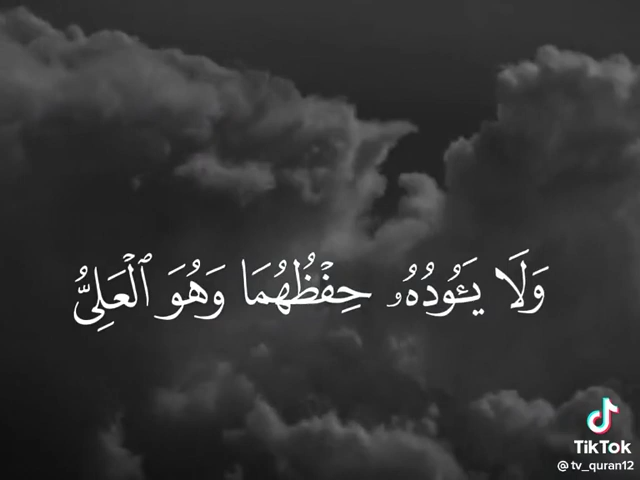 وَلَا يَـُٔودُهُۥ حِفْظُهُمَا وَهُوَ ٱلْعَلِىُّ
TikTok
@tv_quran12